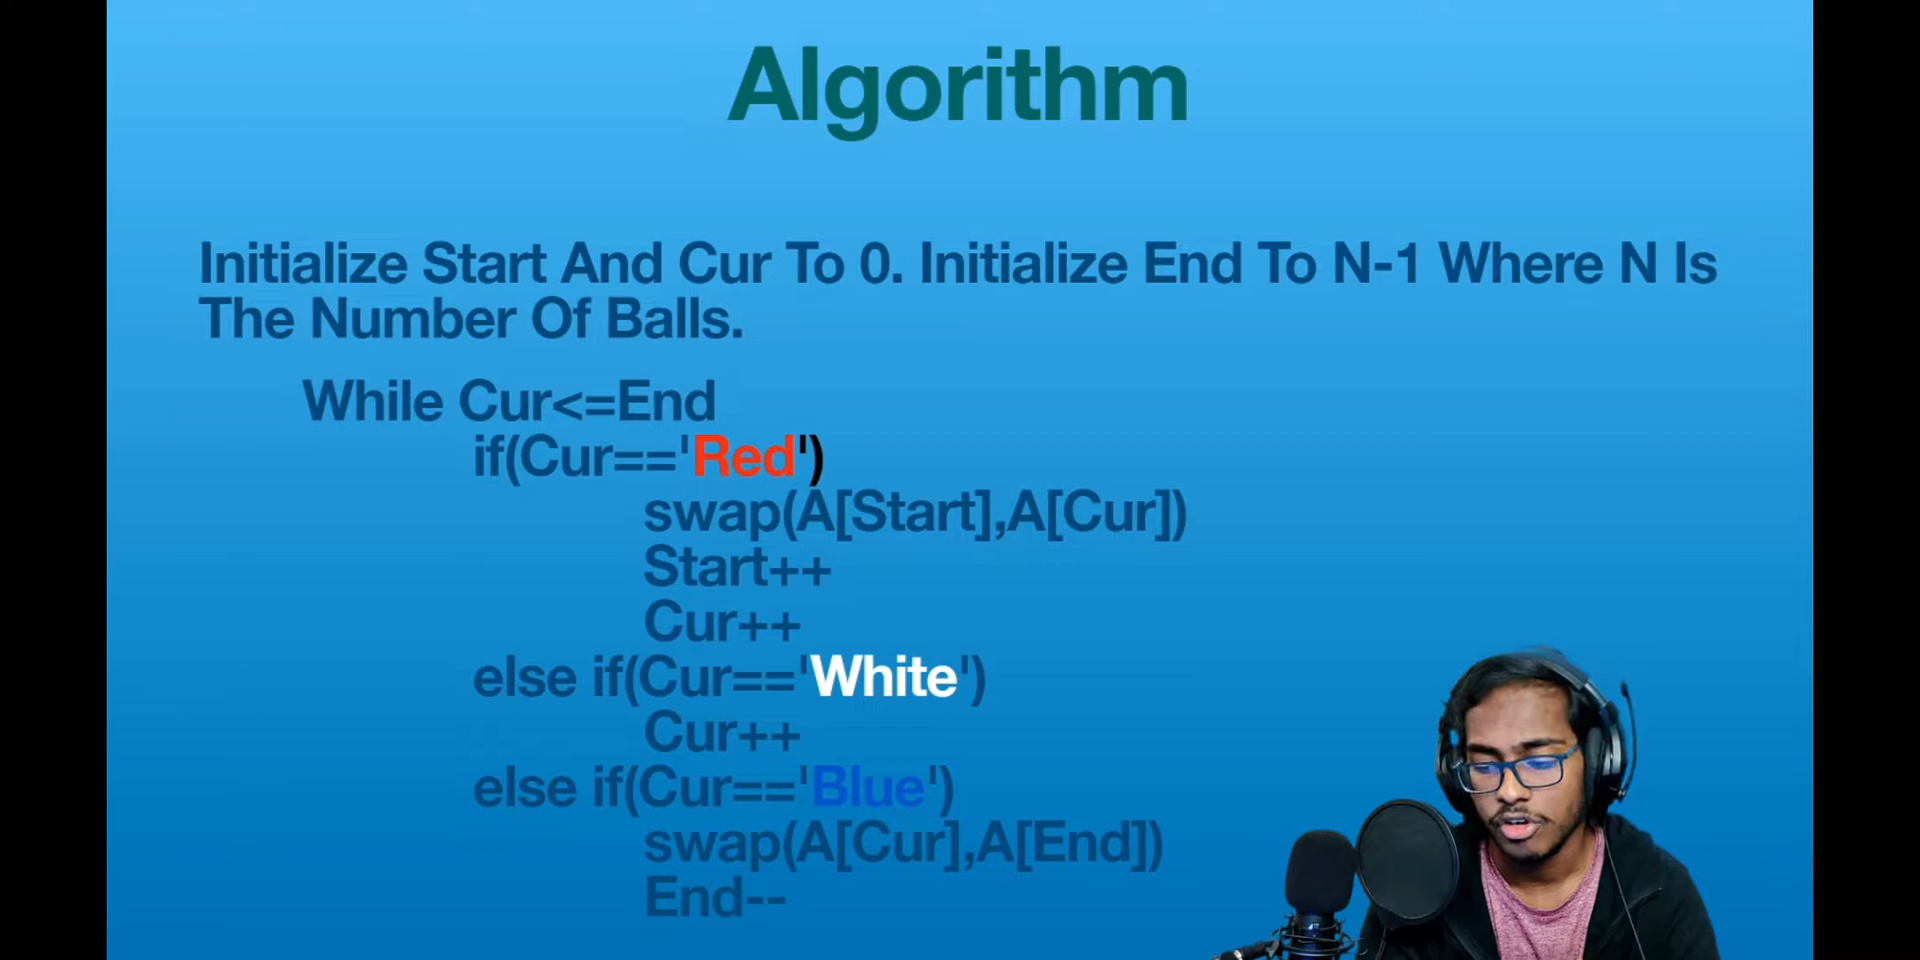 Algorithm
Initialize Start And Cur To 0. Initialize End To N-1 Where N Is
The Number Of Balls.
While Cur<=End
if(Cur=='Red')
swap(A[Start],A[Cur])
Start++
Cur++
else if(Cur=='White')
Cur++
else if(Cur=='Blue')
swap(A[Cur],A[End])
End--